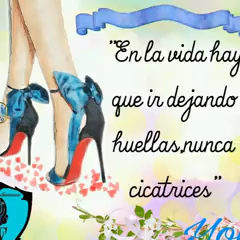 "En la vida hay
que ir dejando
huellas,nunca
cicatrices"